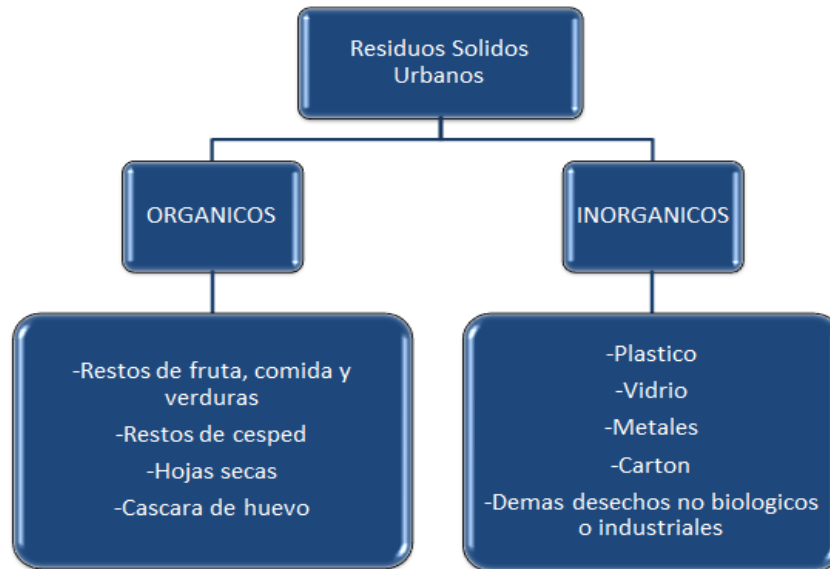 Residuos Solidos
Urbanos
ORGANICOS
INORGANICOS
-Restos de fruta, comida y
verduras
-Restos de cesped
-Hojas secas
-Cascara de huevo
-Plastico
-Vidrio
-Metales
-Carton
-Demas desechos no biologicos
o industriales